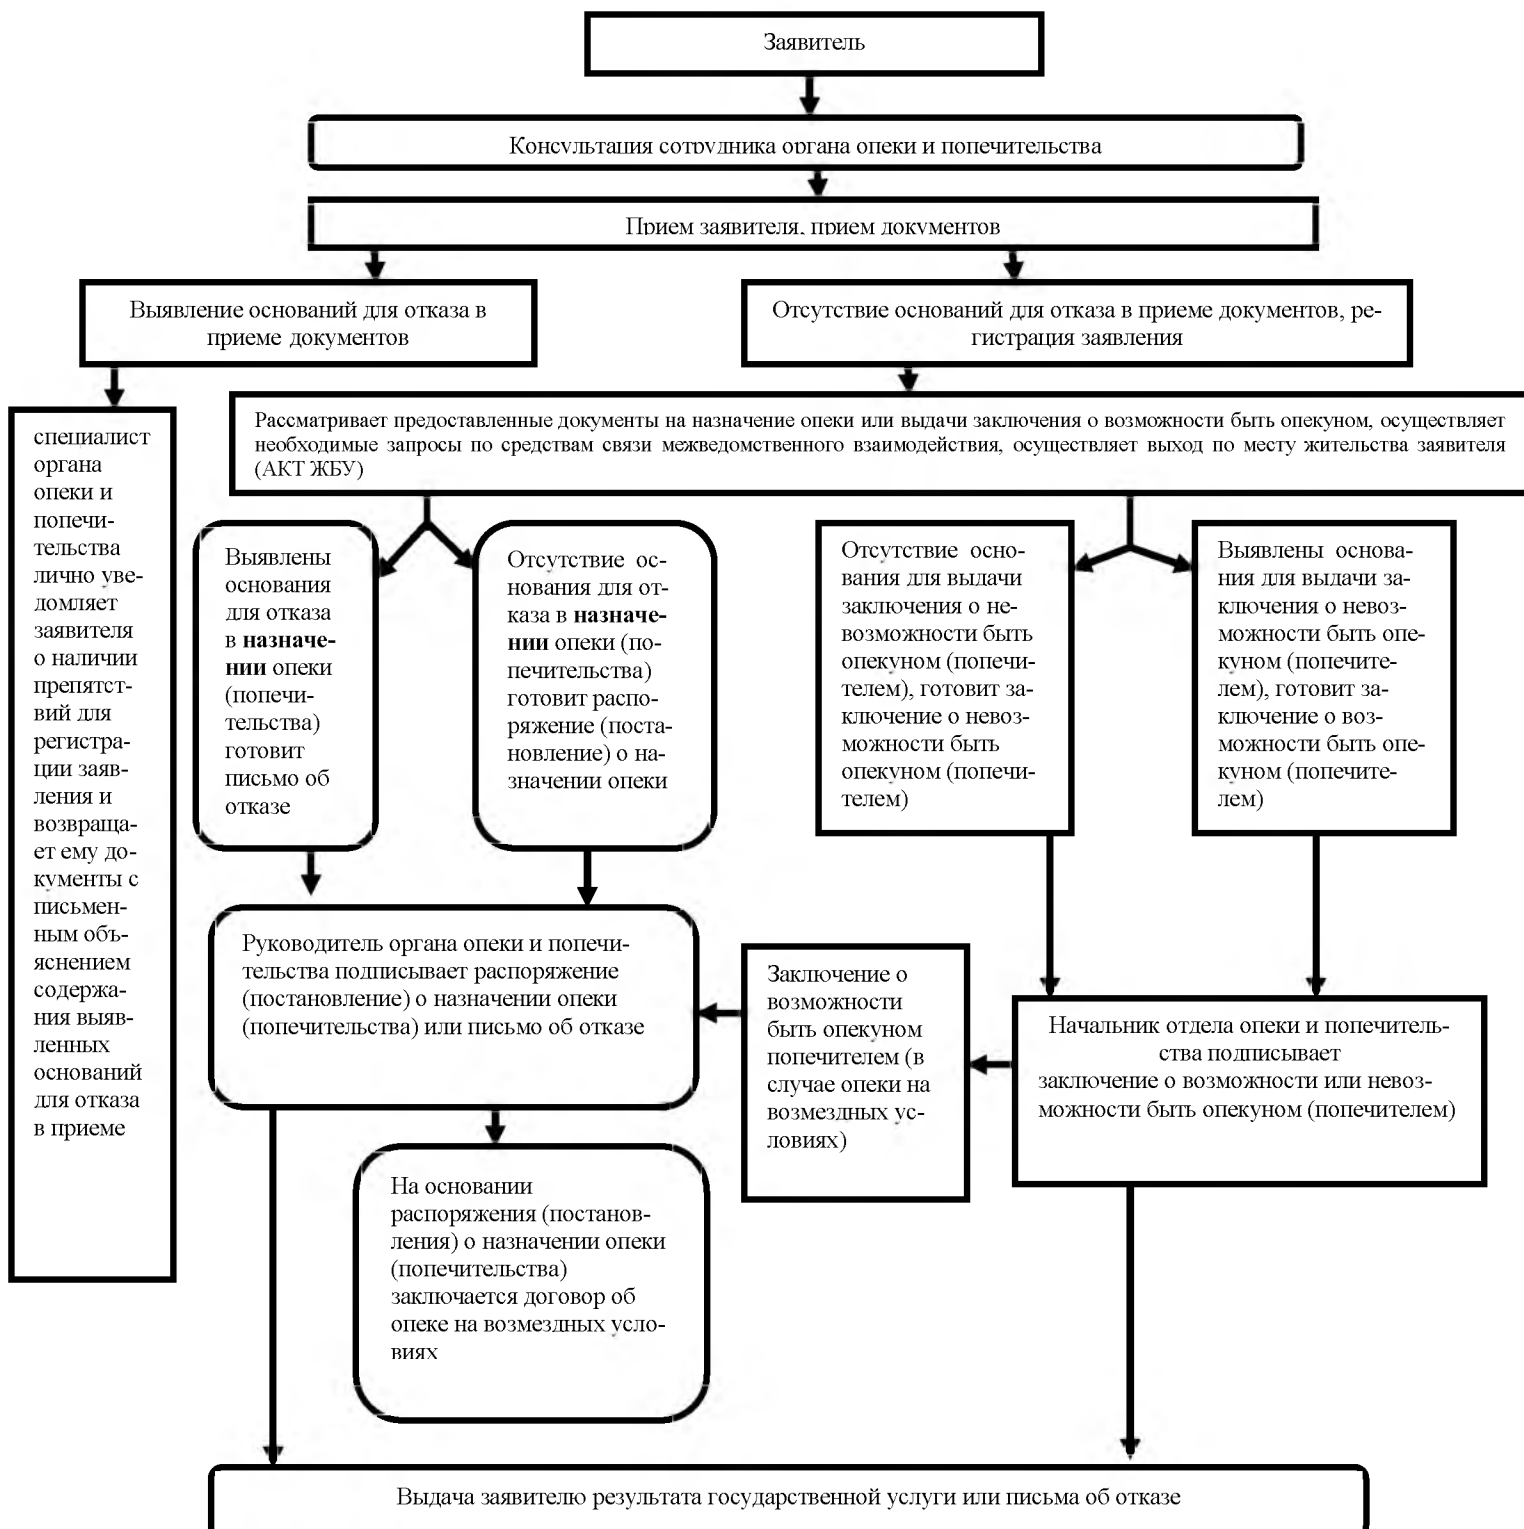 Заявитель
Консультация сотрудника органа опеки и попечительства
Прием заявителя, прием документов
Выявление оснований для отказа в
приеме документов
Отсутствие оснований для отказа в приеме документов, ре-
гистрация заявления
специалист
органа
опеки и
попечи-
тельства
лично уве-
домляет
заявителя
о наличии
препятст-
вий для
регистра-
ции заяв-
ления и
возвраща-
ет ему до-
кументы с
письмен-
ным объ-
яснением
содержа-
ния выяв-
ленных
оснований
для отказа
в приеме
Рассматривает предоставленные документы на назначение опеки или выдачи заключения о возможности быть опекуном, осуществляет
необходимые запросы по средствам связи межведомственного взаимодействия, осуществляет выход по месту жительства заявителя
(АКТ ЖБУ)
Выявлены
основания
для отказа
в назначе-
нии опеки
(попечи-
тельства)
готовит
письмо об
отказе
Отсутствие ос-
нования для от-
каза в назначе-
нии опеки (по-
печительства)
готовит распо-
ряжение (поста-
новление) о на-
значении опеки
Отсутствие осно-
вания для выдачи
заключения о не-
возможности быть
опекуном (попечи-
телем), готовит за-
ключение о невоз-
можности быть
опекуном (попечи-
телем)
Выявлены основа-
ния для выдачи за-
ключения о невоз-
можности быть опе-
куном (попечите-
лем), готовит за-
ключение о воз-
можности быть опе-
куном (попечите-
лем)
Руководитель органа опеки и попечи-
тельства подписывает распоряжение
(постановление) о назначении опеки
(попечительства) или письмо об отказе
Заключение о
возможности
быть опекуном
попечителем (в
случае опеки на
возмездных ус-
ловиях)
Начальник отдела опеки и попечитель-
ства подписывает
заключение о возможности или невоз-
можности быть опекуном (попечителем)
На основании
распоряжения (постанов-
ления) о назначении опеки
(попечительства)
заключается договор об
опеке на возмездных усло-
виях
Выдача заявителю результата государственной услуги или письма об отказе